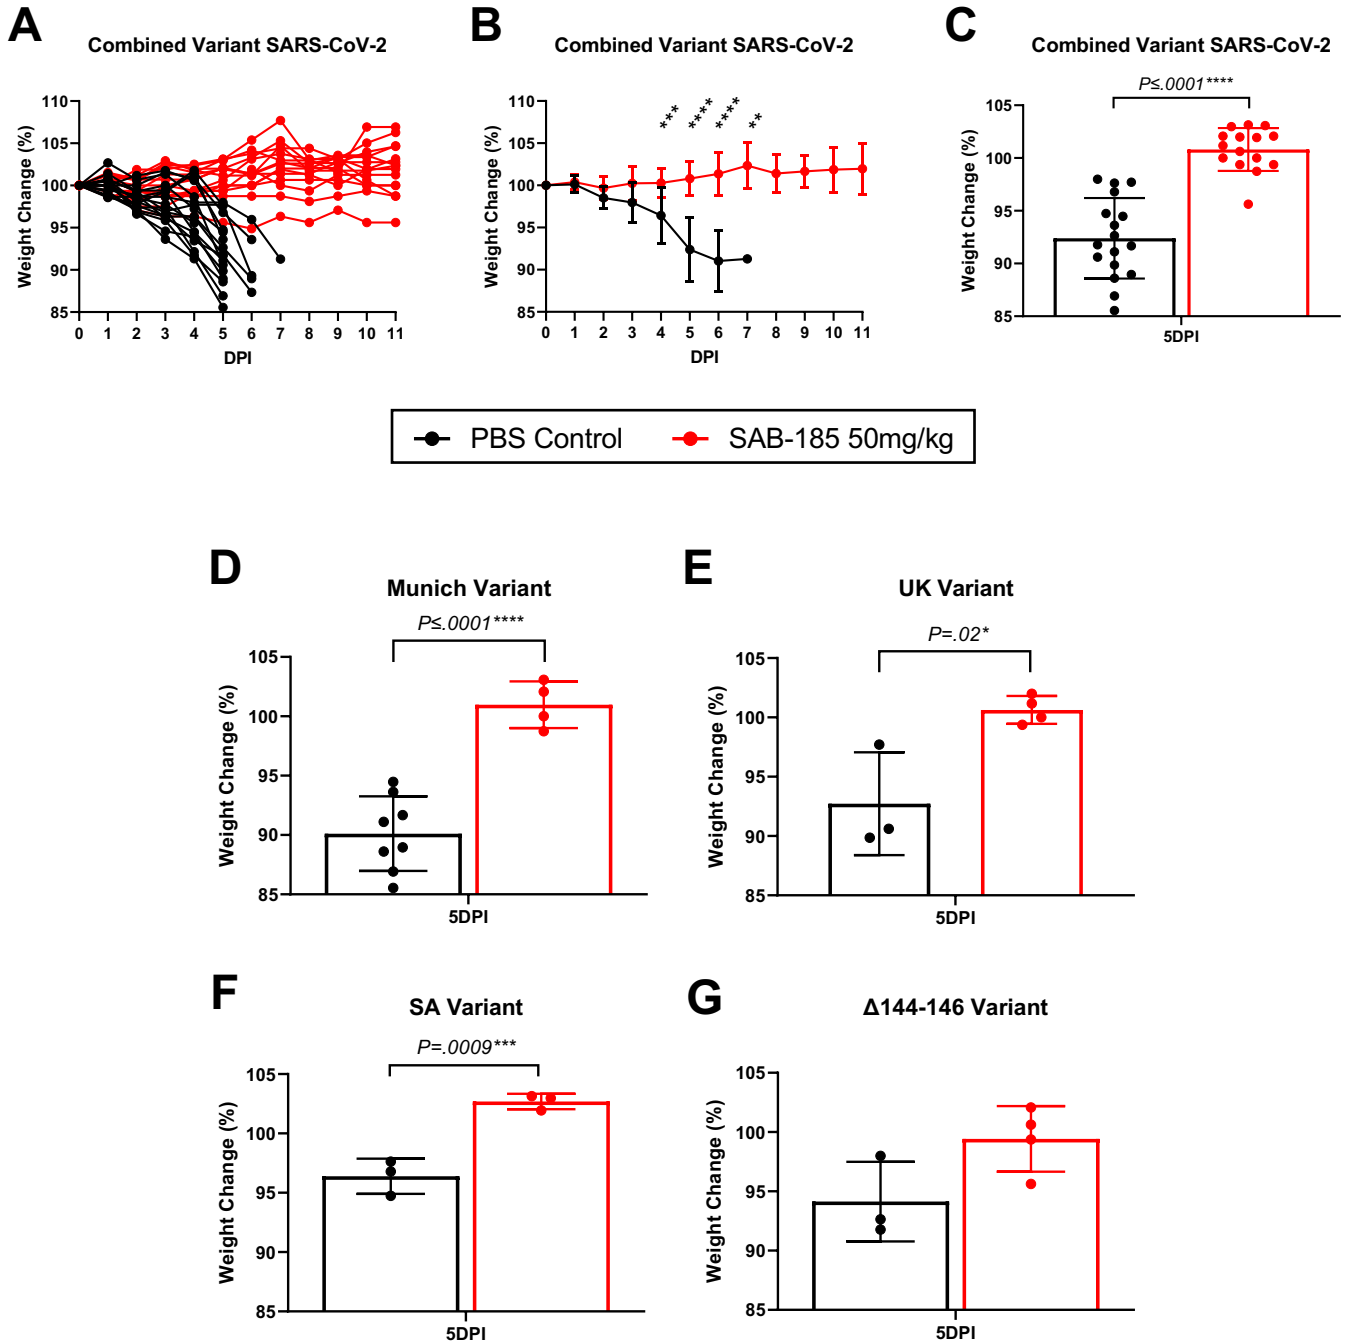 A
Combined Variant SARS-CoV-2
Weight Change (%)
110
105
100
95
90
85
0 1 2 3 4 5 6 7 8 9 10 11
DPI
B
Combined Variant SARS-CoV-2
Weight Change (%)
110
105
100
95
90
85
*** **** **** **
0 1 2 3 4 5 6 7 8 9 10 11
DPI
C
Combined Variant SARS-CoV-2
P≤.0001****
Weight Change (%)
105
100
95
90
85
5DPI
PBS Control SAB-185 50mg/kg
D
Munich Variant
P≤.0001****
Weight Change (%)
105
100
95
90
85
5DPI
E
UK Variant
P=.02*
Weight Change (%)
105
100
95
90
85
5DPI
F
SA Variant
P=.0009***
Weight Change (%)
105
100
95
90
85
5DPI
G
Δ144-146 Variant
Weight Change (%)
105
100
95
90
85
5DPI